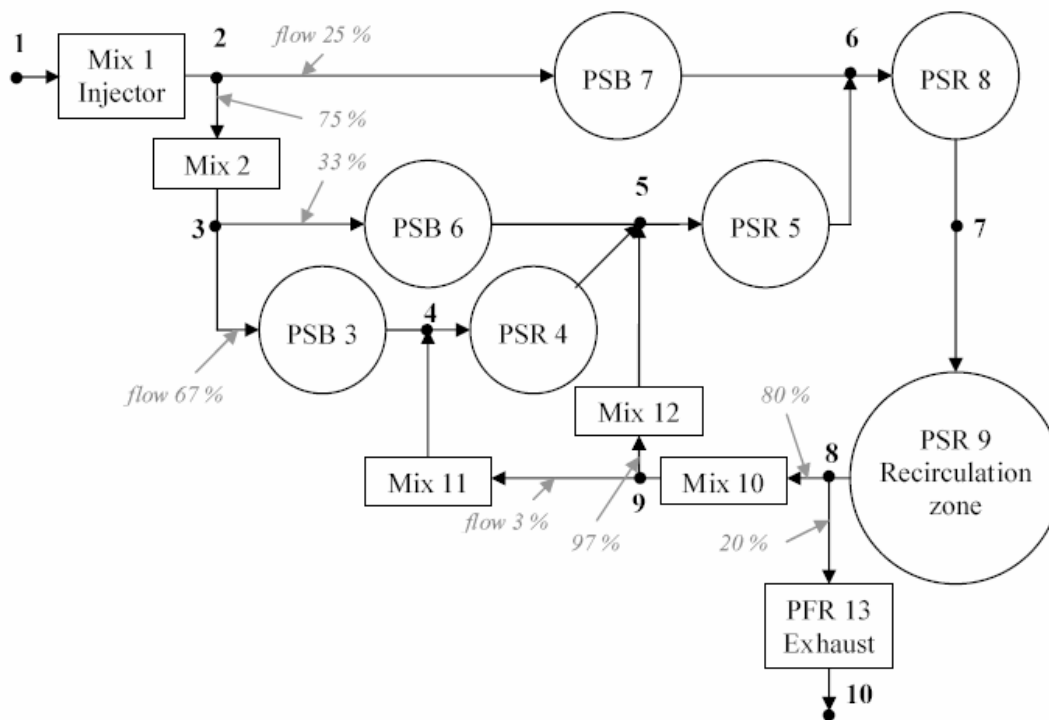 1
Mix 1
Injector
2
flow 25 %
PSB 7
6
PSR 8
75 %
Mix 2
33 %
3
PSB 6
5
PSR 5
7
PSB 3
4
PSR 4
flow 67 %
Mix 12
80 %
PSR 9
Recirculation
zone
8
Mix 11
Mix 10
9
flow 3 %
97 %
20 %
PFR 13
Exhaust
10